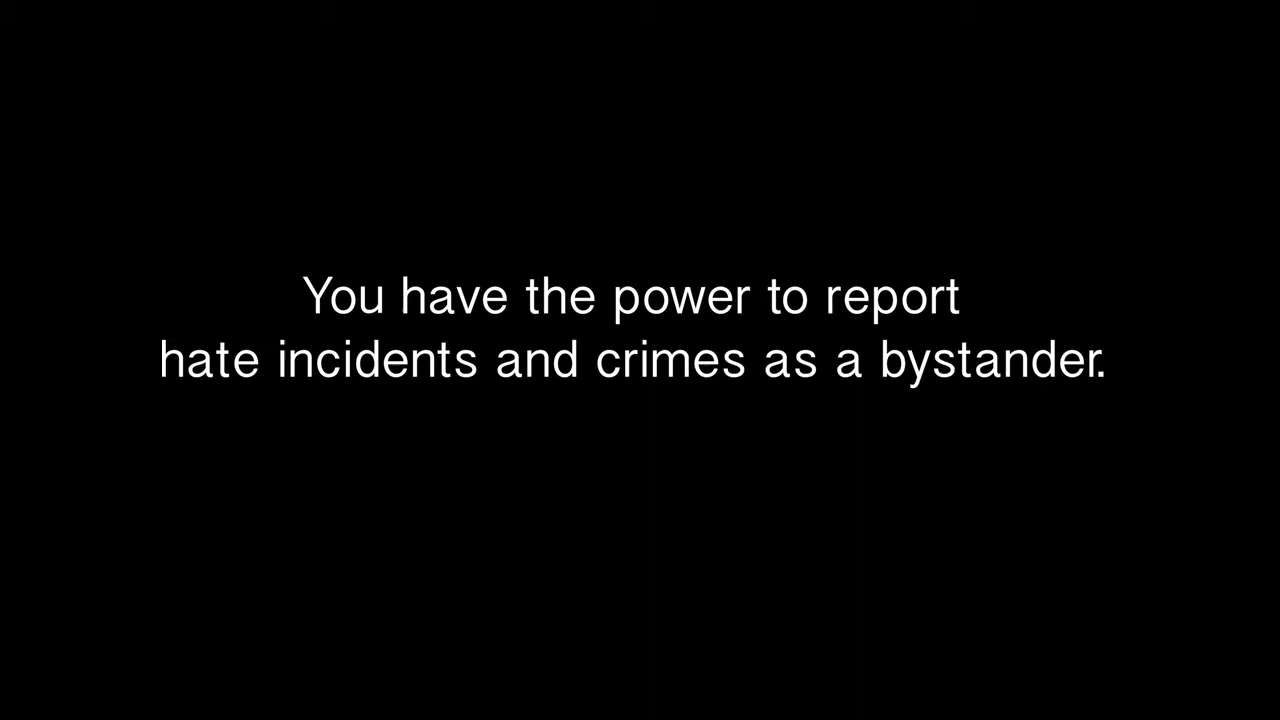 You have the power to report
hate incidents and crimes as a bystander.